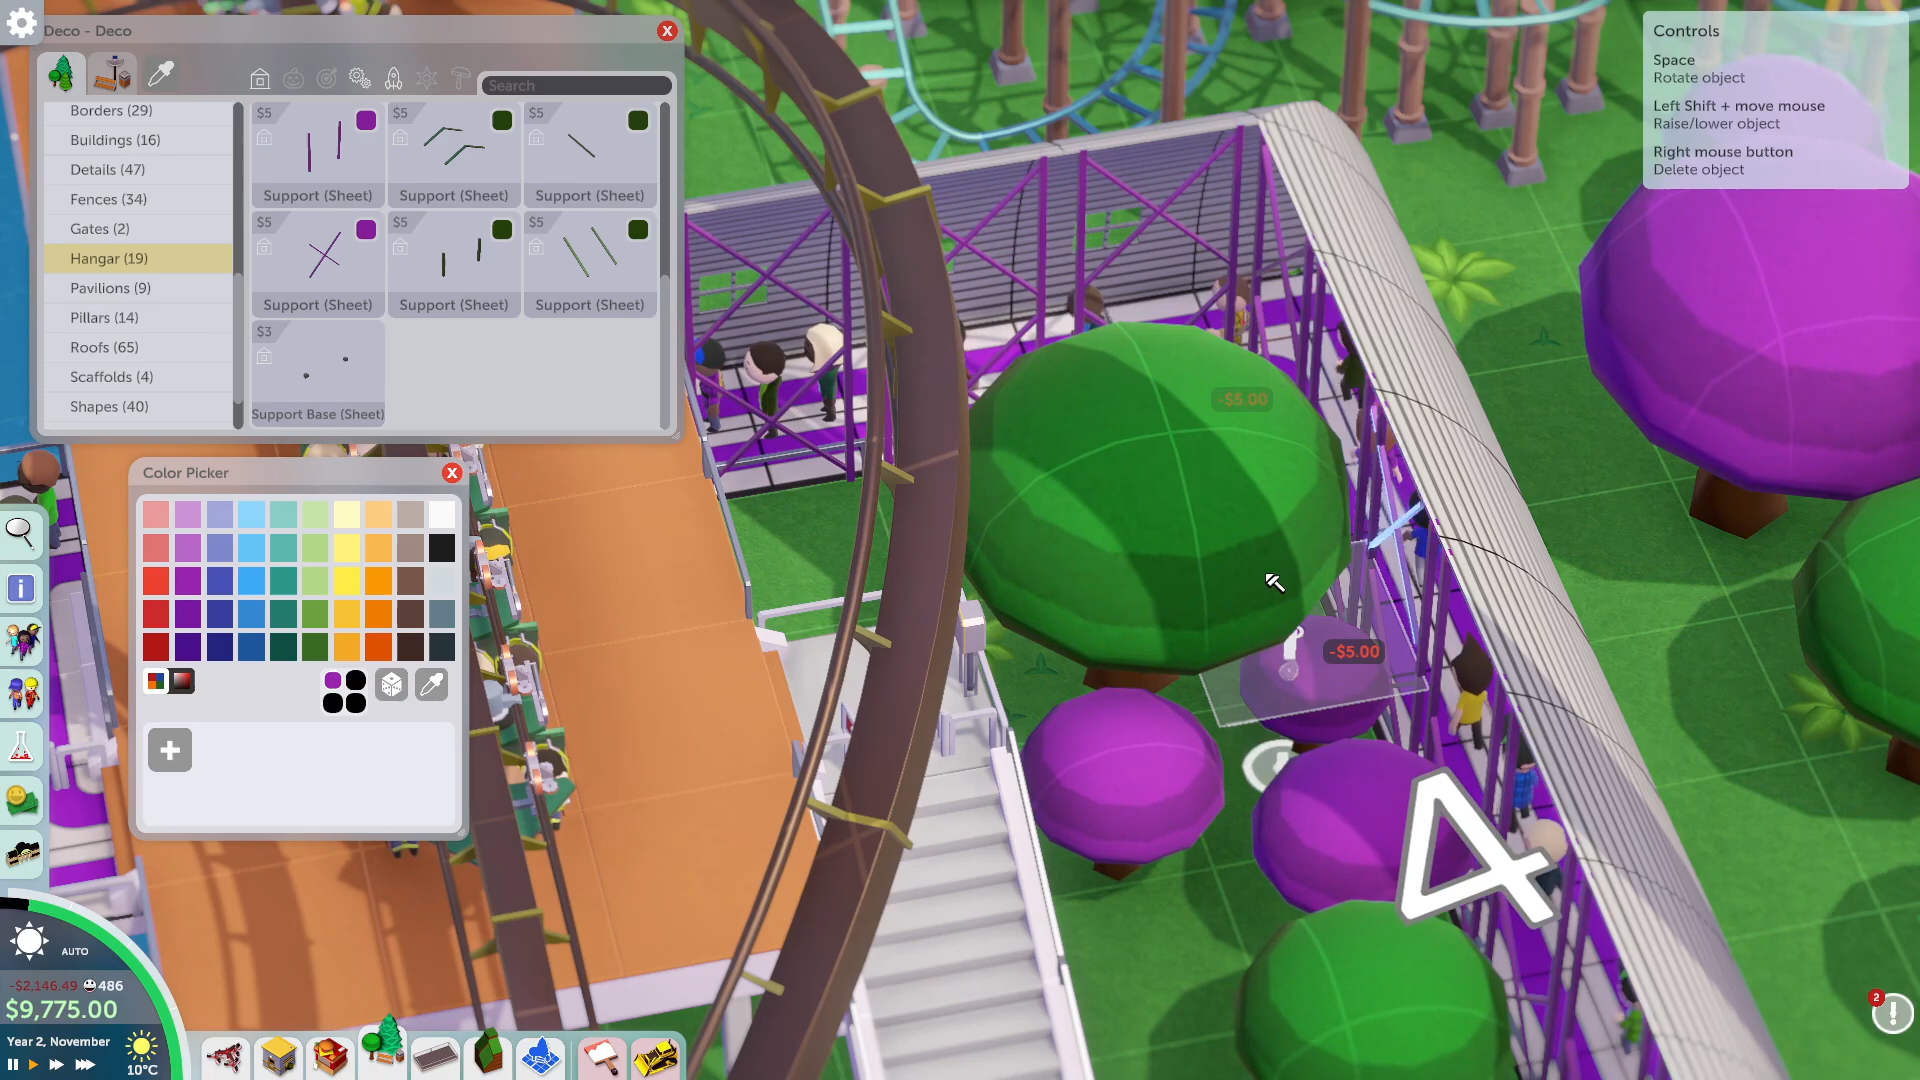 Deco - Deco
Search
Borders (29)
Buildings (16)
Details (47)
Fences (34)
Gates (2)
Hangar (19)
Pavilions (9)
Pillars (14)
Roofs (65)
Scaffolds (4)
Shapes (40)
$5
$5
$5
Support (Sheet)
Support (Sheet)
Support (Sheet)
$5
$5
$5
Support (Sheet)
Support (Sheet)
Support (Sheet)
$3
Support Base (Sheet)
Color Picker
Controls
Space
Rotate object
Left Shift + move mouse
Raise/lower object
Right mouse button
Delete object
-$5.00
-$5.00
4
AUTO
-$2,146.49
486
$9,775.00
Year 2, November
10°C
2